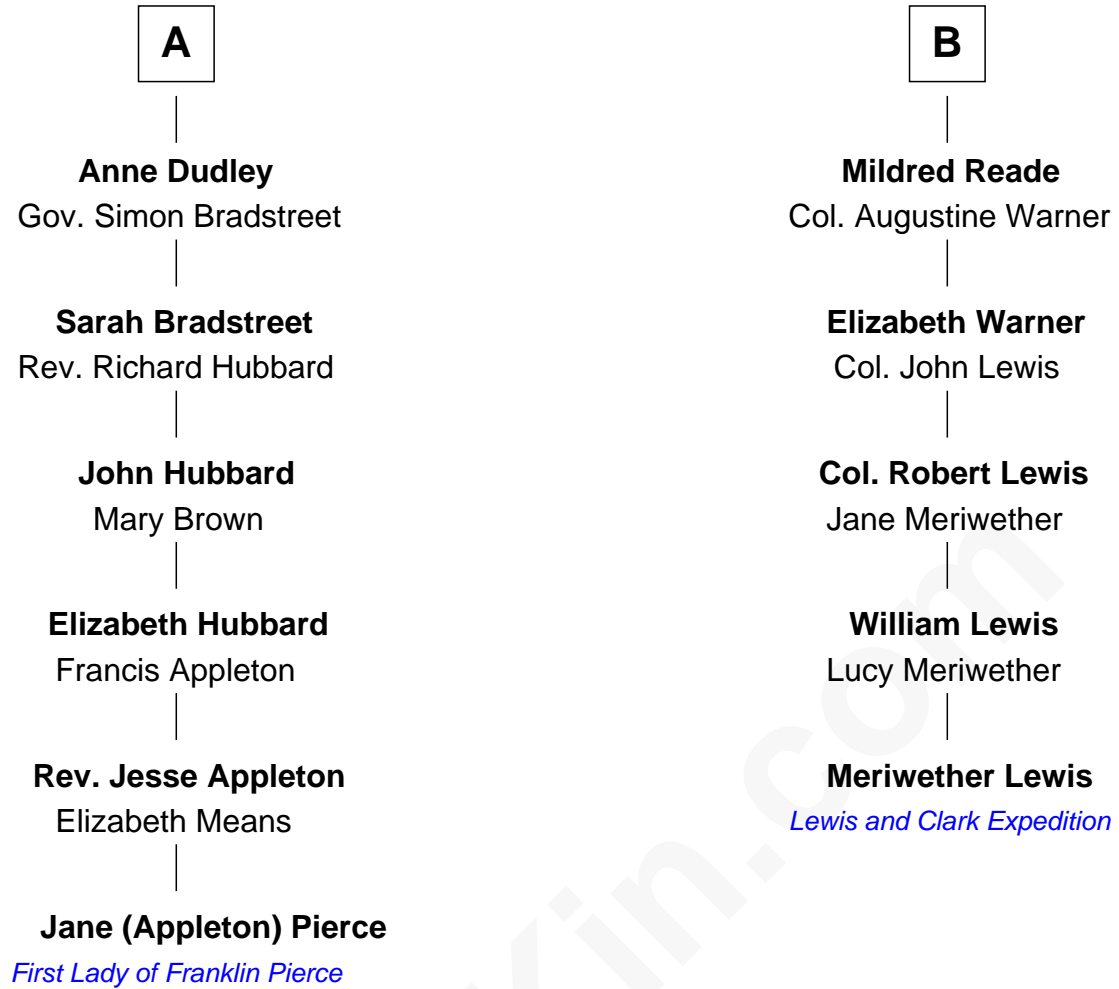 A
Anne Dudley
Gov. Simon Bradstreet
Sarah Bradstreet
Rev. Richard Hubbard
John Hubbard
Mary Brown
Elizabeth Hubbard
Francis Appleton
Rev. Jesse Appleton
Elizabeth Means
Jane (Appleton) Pierce
First Lady of Franklin Pierce
B
Mildred Reade
Col. Augustine Warner
Elizabeth Warner
Col. John Lewis
Col. Robert Lewis
Jane Meriwether
William Lewis
Lucy Meriwether
Meriwether Lewis
Lewis and Clark Expedition
Kin.com